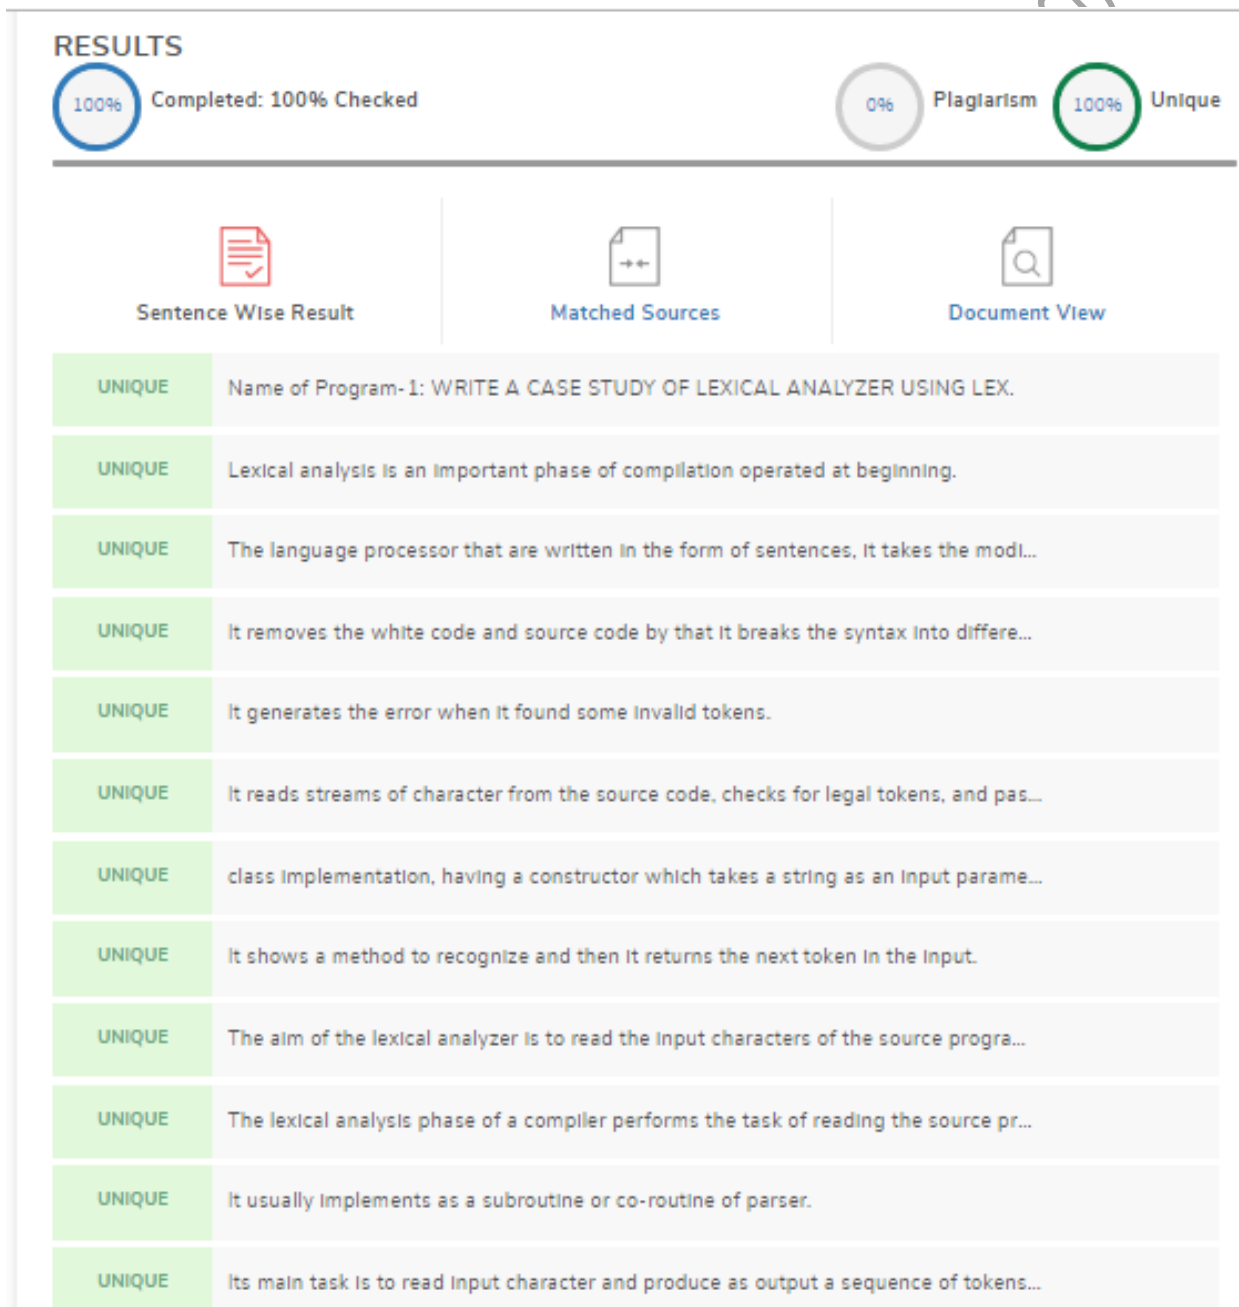 RESULTS
100% Completed: 100% Checked 0% Plagiarism 100% Unique
Sentence Wise Result Matched Sources Document View
UNIQUE Name of Program-1: WRITE A CASE STUDY OF LEXICAL ANALYZER USING LEX.
UNIQUE Lexical analysis is an important phase of compilation operated at beginning.
UNIQUE The language processor that are written in the form of sentences, it takes the modi...
UNIQUE It removes the white code and source code by that it breaks the syntax into differe...
UNIQUE It generates the error when it found some invalid tokens.
UNIQUE It reads streams of character from the source code, checks for legal tokens, and pas...
UNIQUE class implementation, having a constructor which takes a string as an input parame...
UNIQUE It shows a method to recognize and then it returns the next token in the input.
UNIQUE The aim of the lexical analyzer is to read the input characters of the source progra...
UNIQUE The lexical analysis phase of a compiler performs the task of reading the source pr...
UNIQUE It usually implements as a subroutine or co-routine of parser.
UNIQUE Its main task is to read input character and produce as output a sequence of tokens...